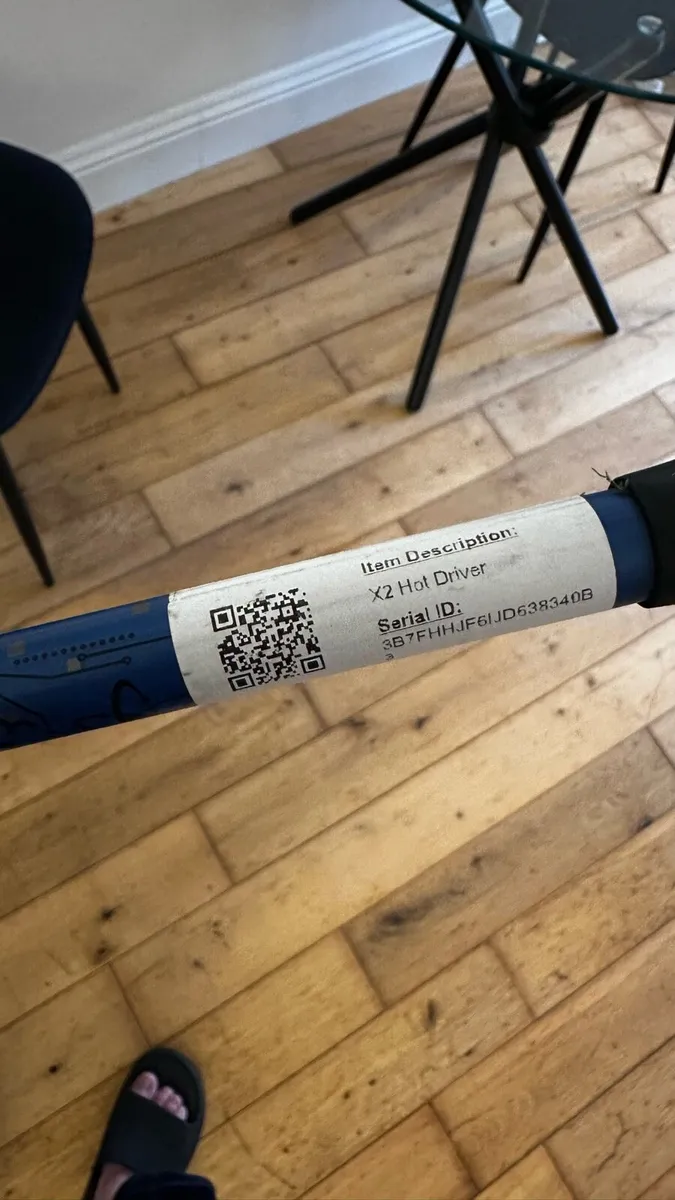 Item Description:
X2 Hot Driver
Serial ID:
3B7FHHJF6IJD638340B